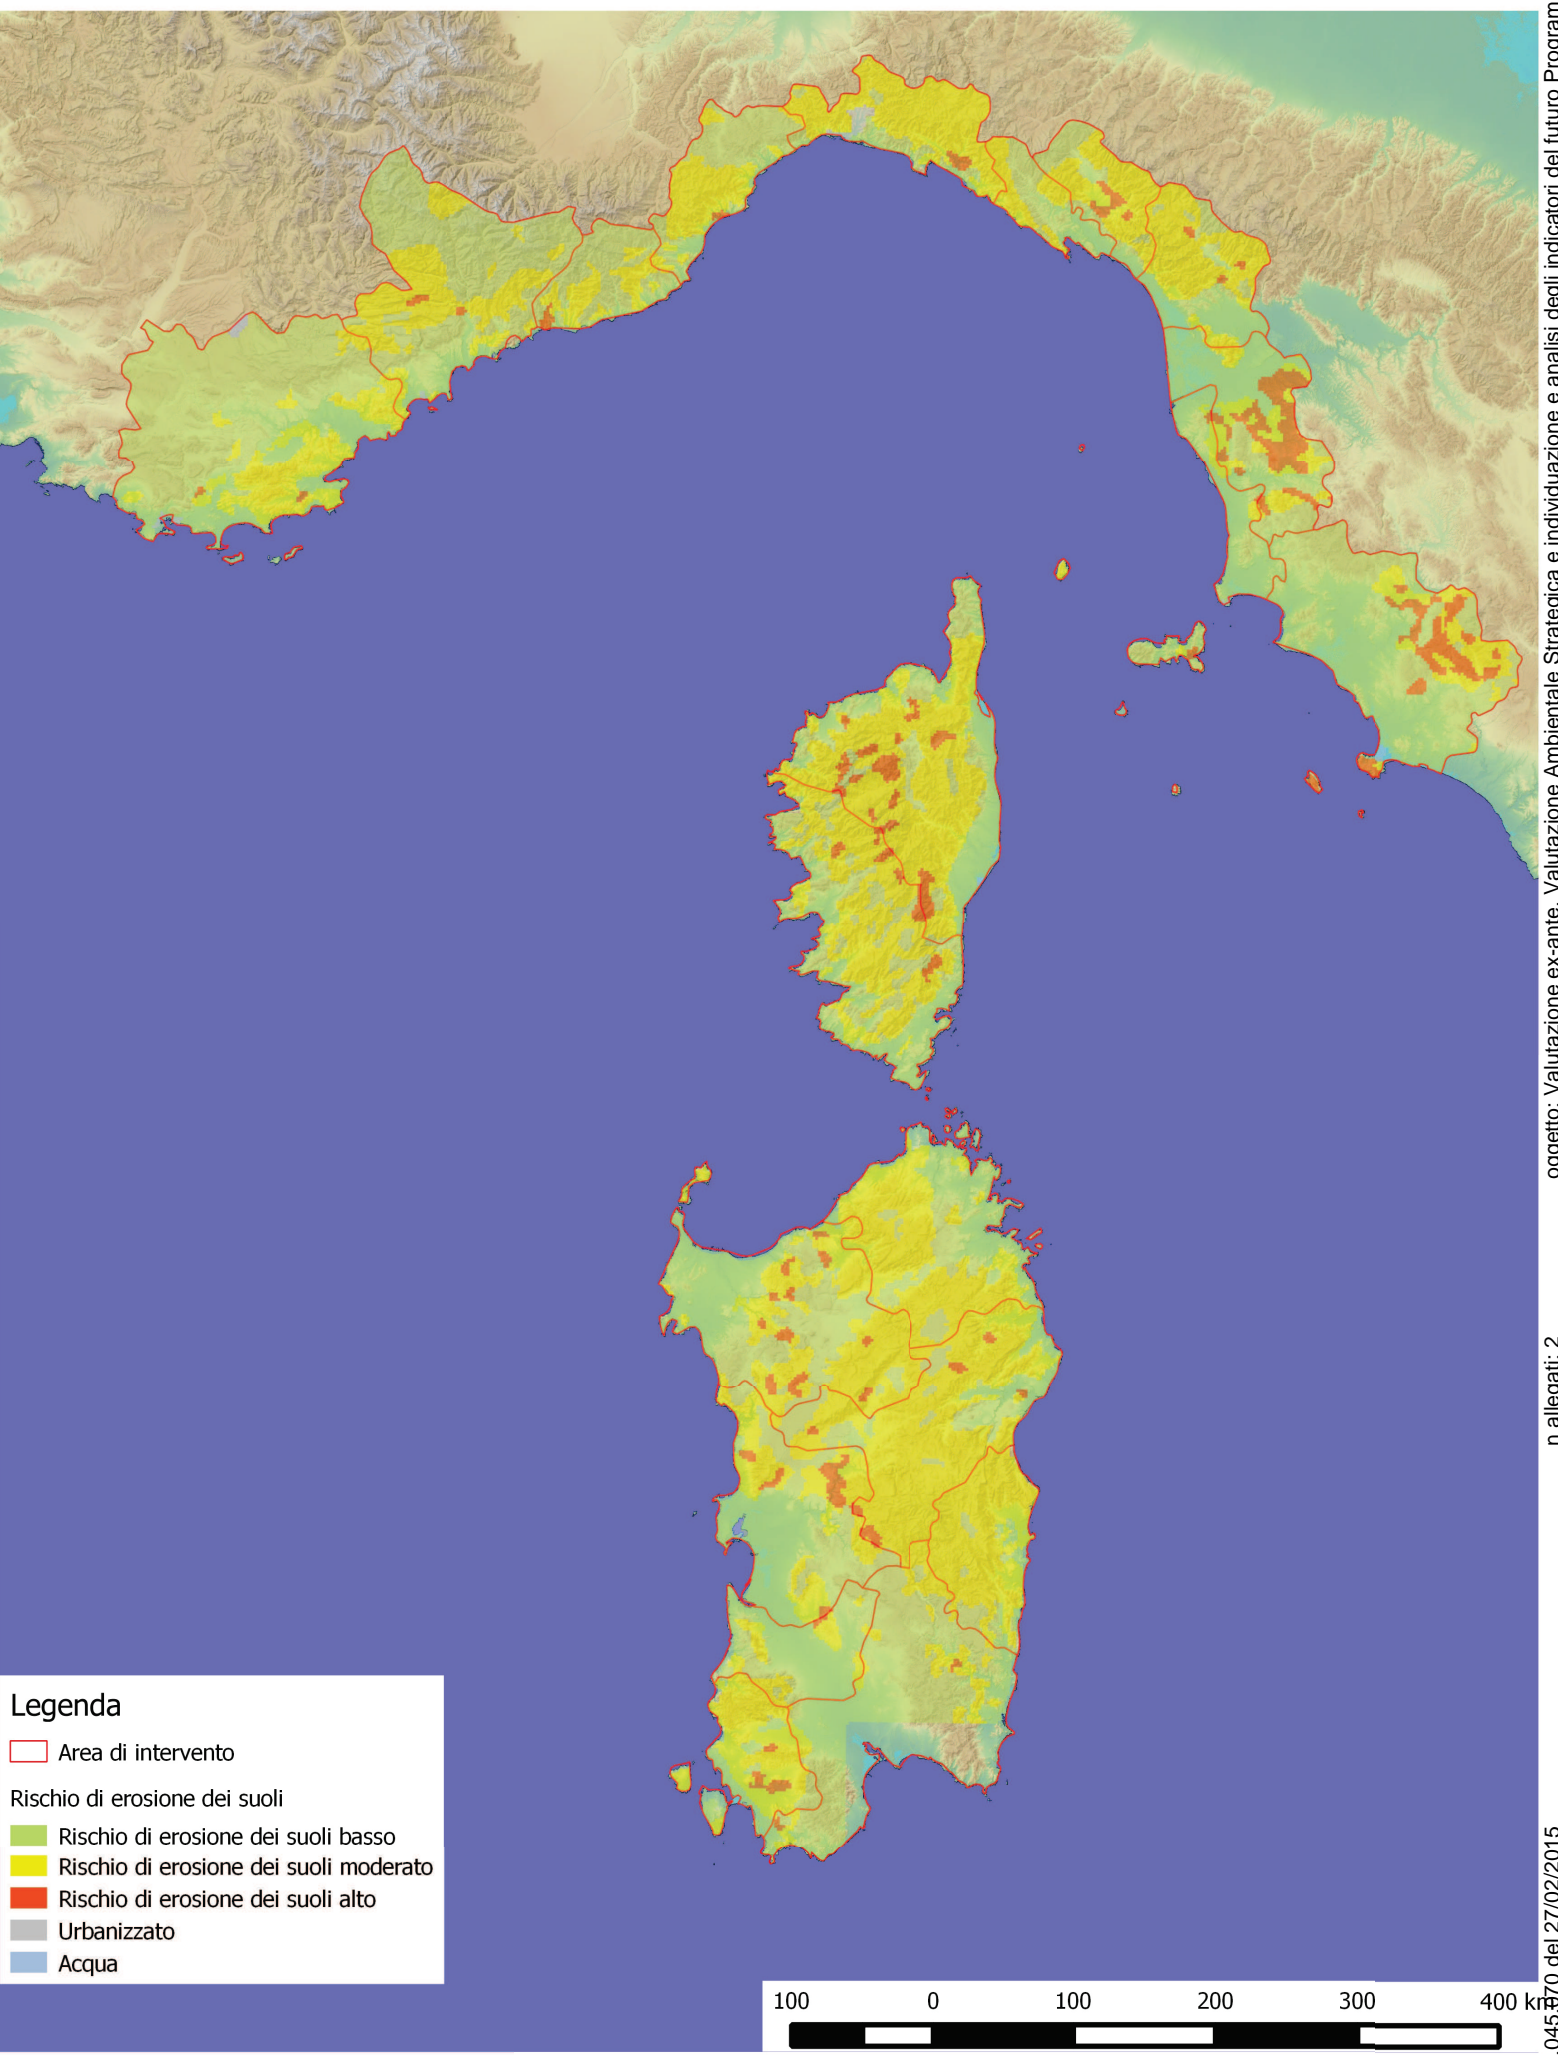 Legenda
Area di intervento
Rischio di erosione dei suoli
Rischio di erosione dei suoli basso
Rischio di erosione dei suoli moderato
Rischio di erosione dei suoli alto
Urbanizzato
Acqua
100 0 100 200 300 400 km
oggetto: Valutazione ex-ante, Valutazione Ambientale Strategica e individuazione e analisi degli indicatori del futuro Program
n allegati: 2
.045.070 del 27/02/2015